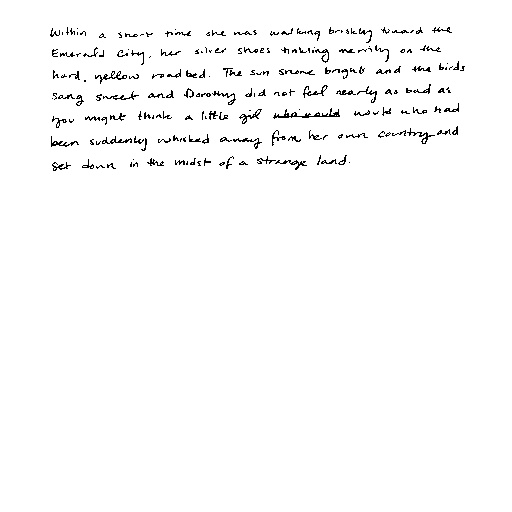 Within a short time she was walking briskly toward the
Emerald City, her silver shoes tinkling merrily on the
hard, yellow roadbed. The sun shone bright and the birds
sang sweet and Dorothy did not feel nearly as bad as
you might think a little girl who would would who had
been suddenly whisked away from her own country and
set down in the midst of a strange land.